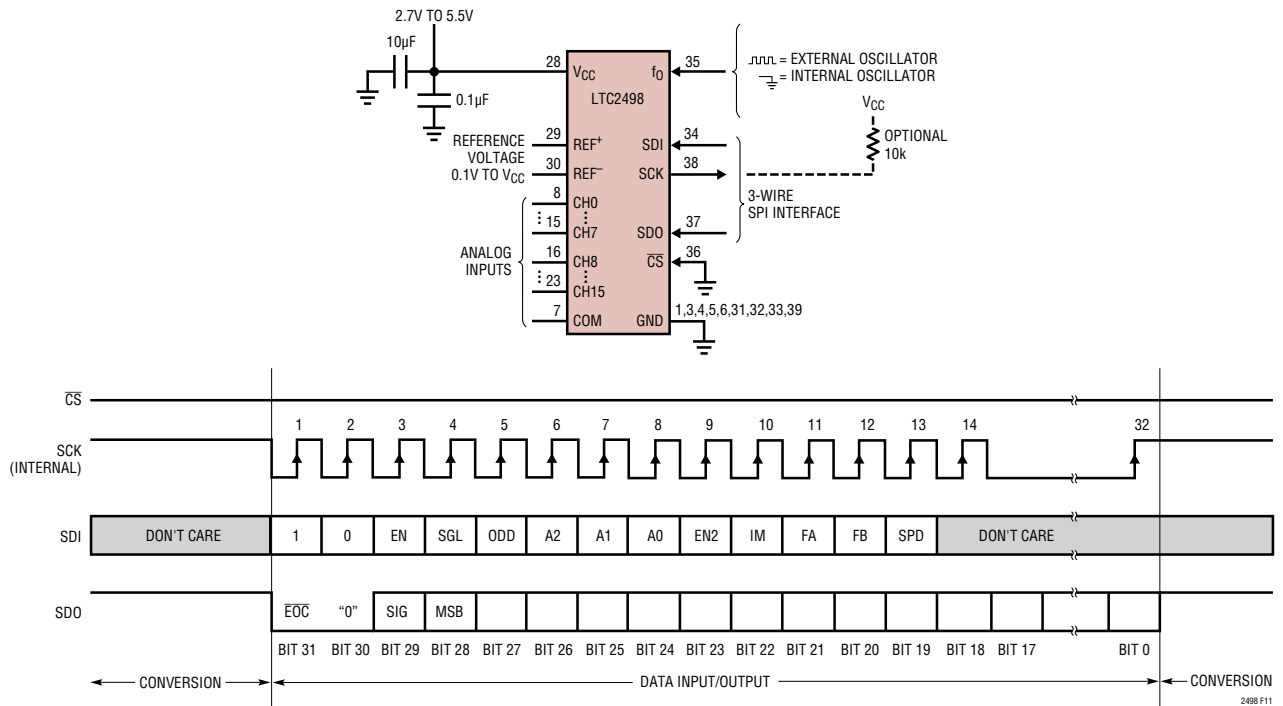 2.7V TO 5.5V
10µF
0.1µF
28
VCC
LTC2498
fO
35
= EXTERNAL OSCILLATOR
= INTERNAL OSCILLATOR
VCC
OPTIONAL
10k
REFERENCE
VOLTAGE
0.1V TO VCC
29
REF+
30
REF–
SDI
34
SCK
38
3-WIRE
SPI INTERFACE
ANALOG
INPUTS
8
CH0
15
CH7
16
CH8
23
CH15
7
COM
SDO
37
CS
36
GND
1,3,4,5,6,31,32,33,39
CS
SCK
(INTERNAL)
1 2 3 4 5 6 7 8 9 10 11 12 13 14 32
SDI
DON'T CARE 1 0 EN SGL ODD A2 A1 A0 EN2 IM FA FB SPD DON'T CARE
SDO
EOC "0" SIG MSB
BIT 31 BIT 30 BIT 29 BIT 28 BIT 27 BIT 26 BIT 25 BIT 24 BIT 23 BIT 22 BIT 21 BIT 20 BIT 19 BIT 18 BIT 17 BIT 0
CONVERSION DATA INPUT/OUTPUT CONVERSION
2498 F11